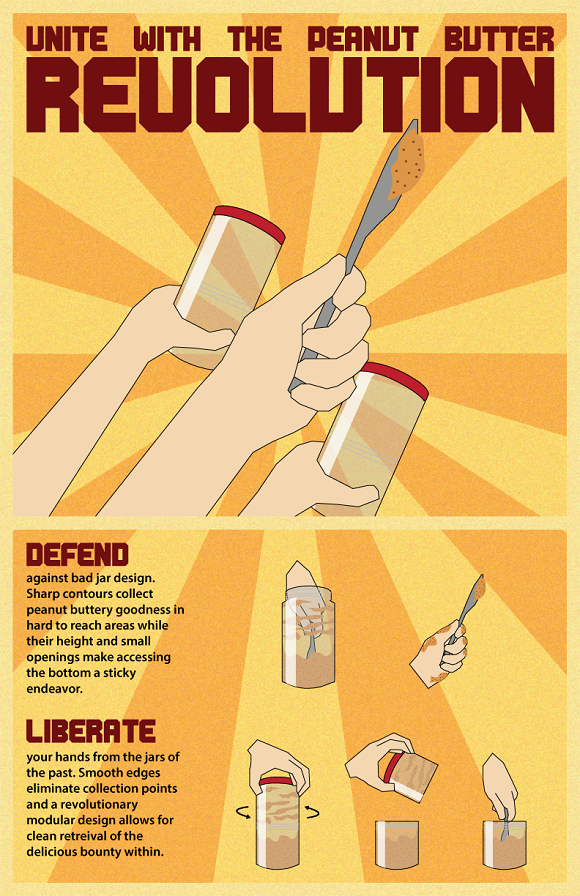 UNITE WITH THE PEANUT BUTTER
REVOLUTION
DEFEND
against bad jar design.
Sharp contours collect
peanut buttery goodness in
hard to reach areas while
their height and small
openings make accessing
the bottom a sticky
endeavor.
LIBERATE
your hands from the jars of
the past. Smooth edges
eliminate collection points
and a revolutionary
modular design allows for
clean retreival of the
delicious bounty within.